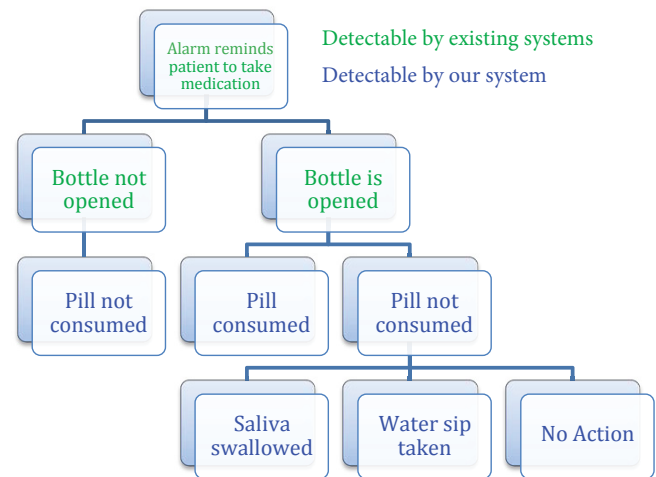 Alarm reminds
patient to take
medication
Detectable by existing systems
Detectable by our system
Bottle not
opened
Bottle is
opened
Pill not
consumed
Pill
consumed
Pill not
consumed
Saliva
swallowed
Water sip
taken
No Action